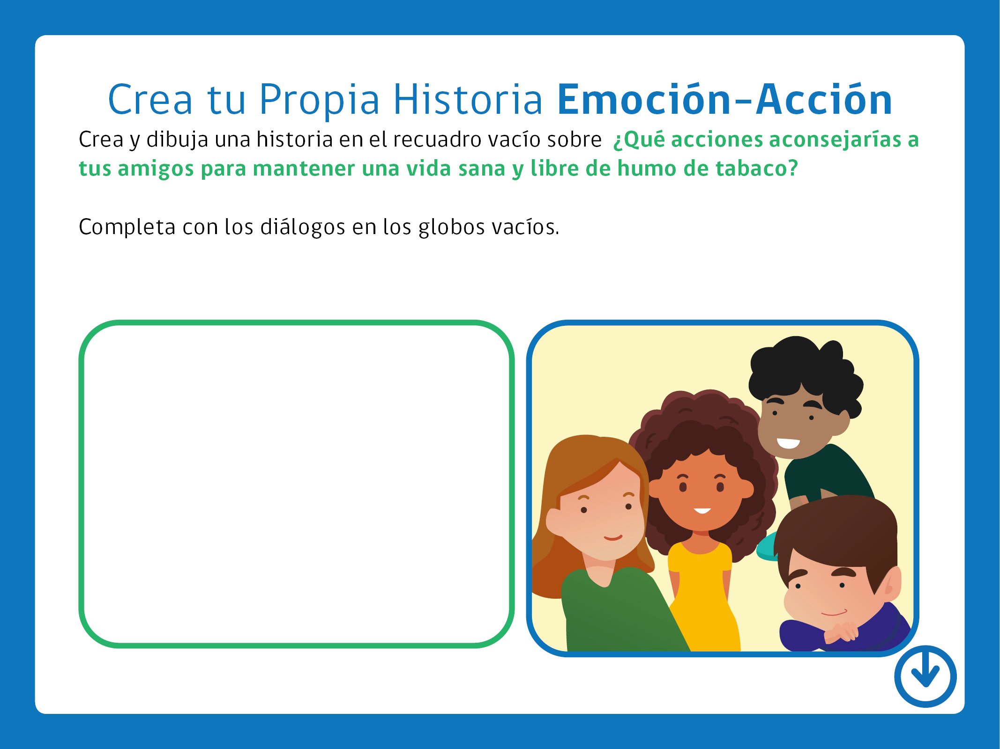 Crea tu Propia Historia Emoción-Acción
Crea y dibuja una historia en el recuadro vacío sobre ¿Qué acciones aconsejarías a
tus amigos para mantener una vida sana y libre de humo de tabaco?
Completa con los diálogos en los globos vacíos.